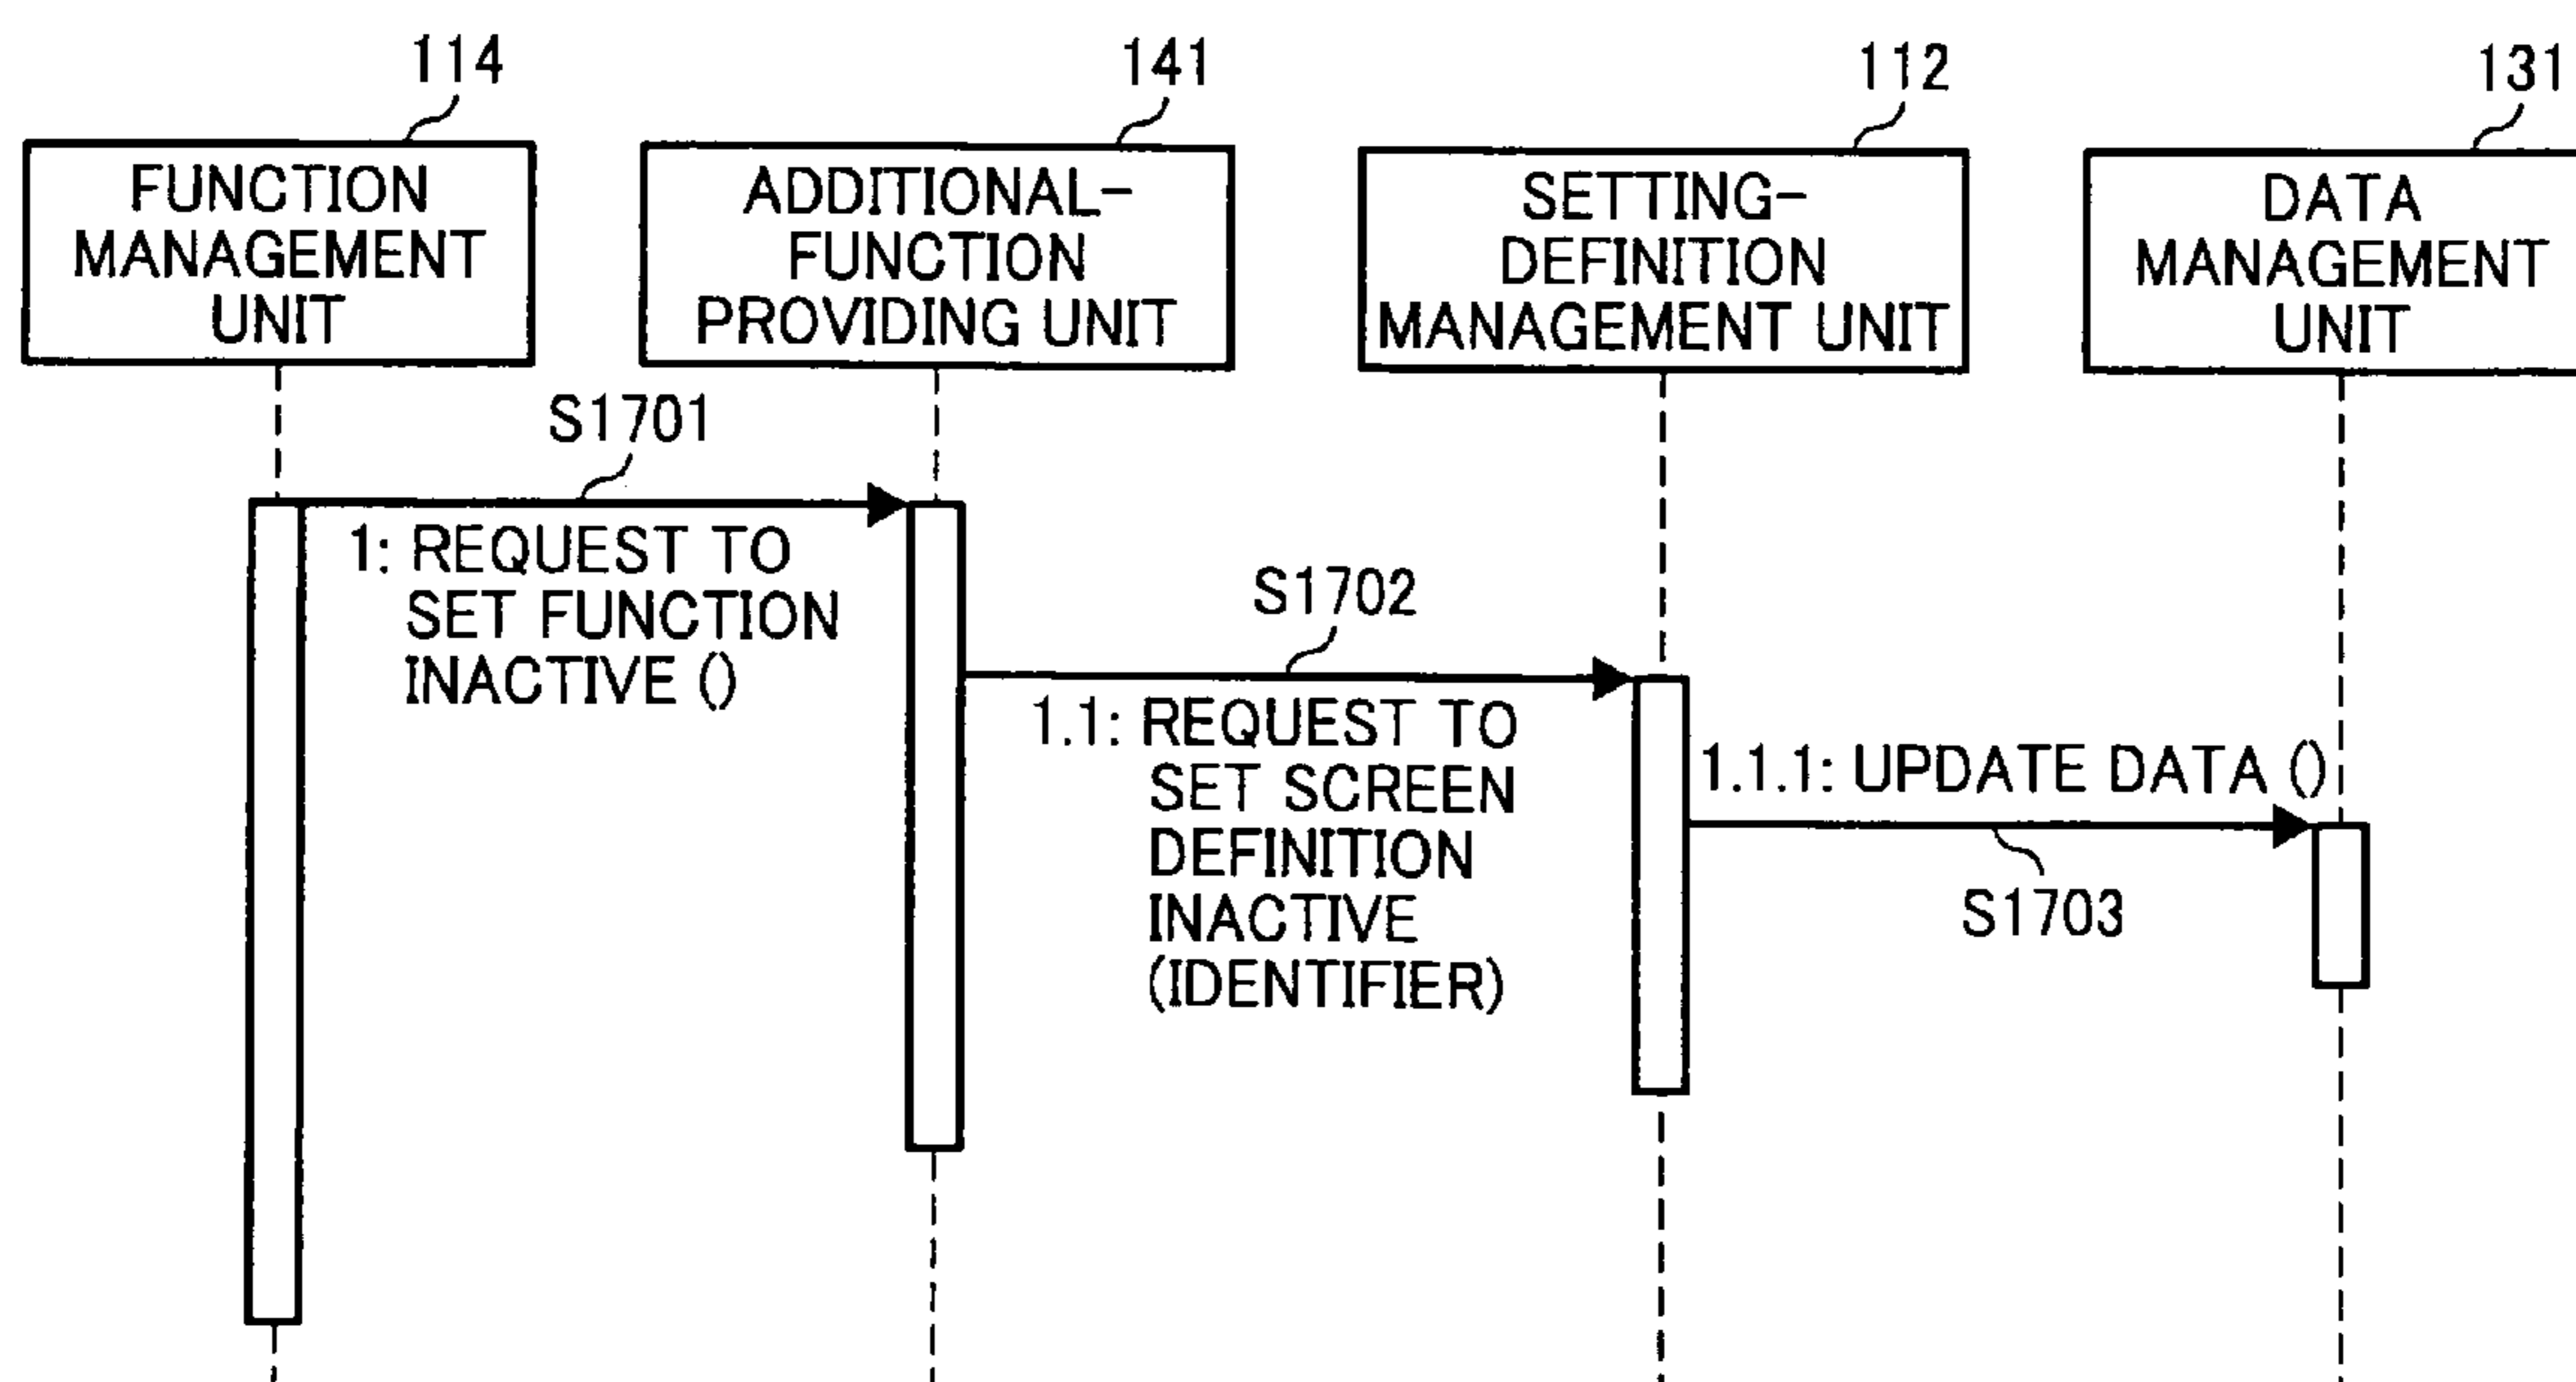 114
141
112
131
FUNCTION
MANAGEMENT
UNIT
ADDITIONAL-
FUNCTION
PROVIDING UNIT
SETTING-
DEFINITION
MANAGEMENT UNIT
DATA
MANAGEMENT
UNIT
S1701
1: REQUEST TO
SET FUNCTION
INACTIVE ()
S1702
1.1: REQUEST TO
SET SCREEN
DEFINITION
INACTIVE
(IDENTIFIER)
1.1.1: UPDATE DATA ()
S1703